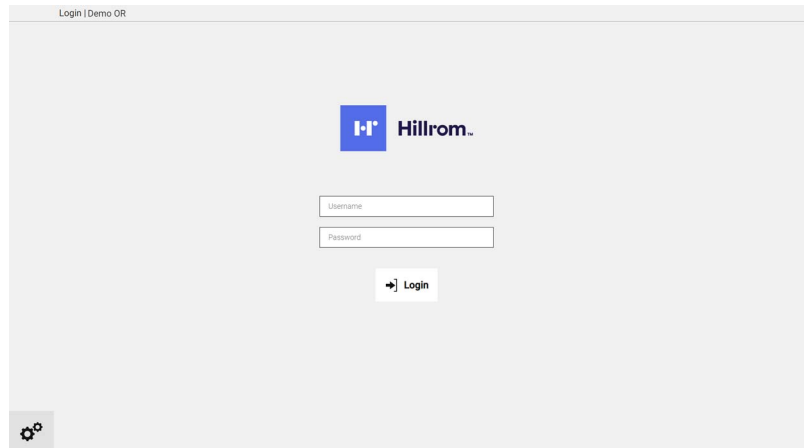 Login | Demo OR
Hillrom™
Username
Password
Login